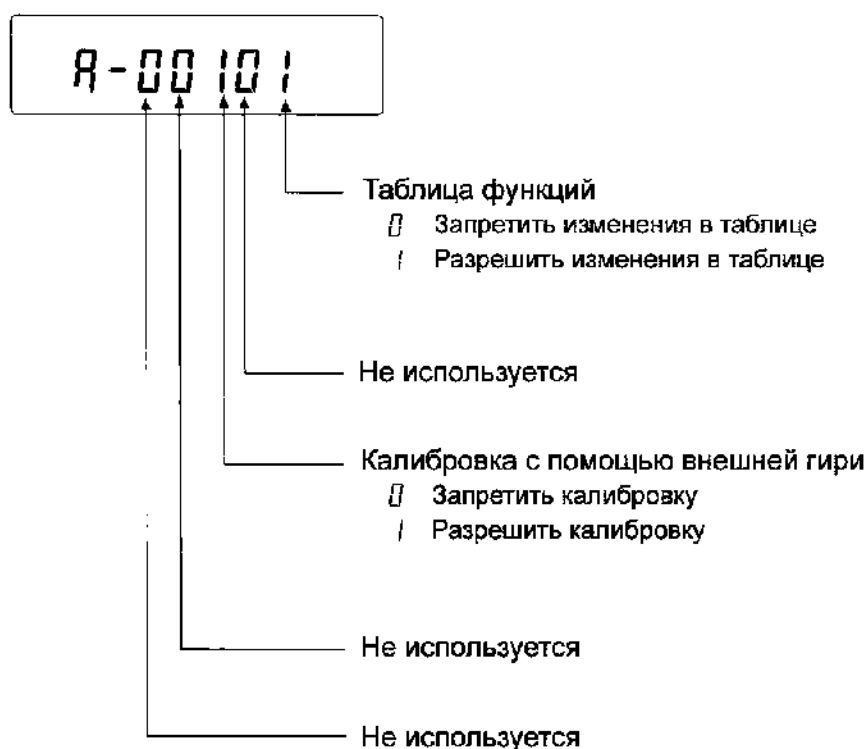 A-00101
Таблица функций
0 Запретить изменения в таблице
1 Разрешить изменения в таблице
Не используется
Калибровка с помощью внешней гири
0 Запретить калибровку
1 Разрешить калибровку
Не используется
Не используется